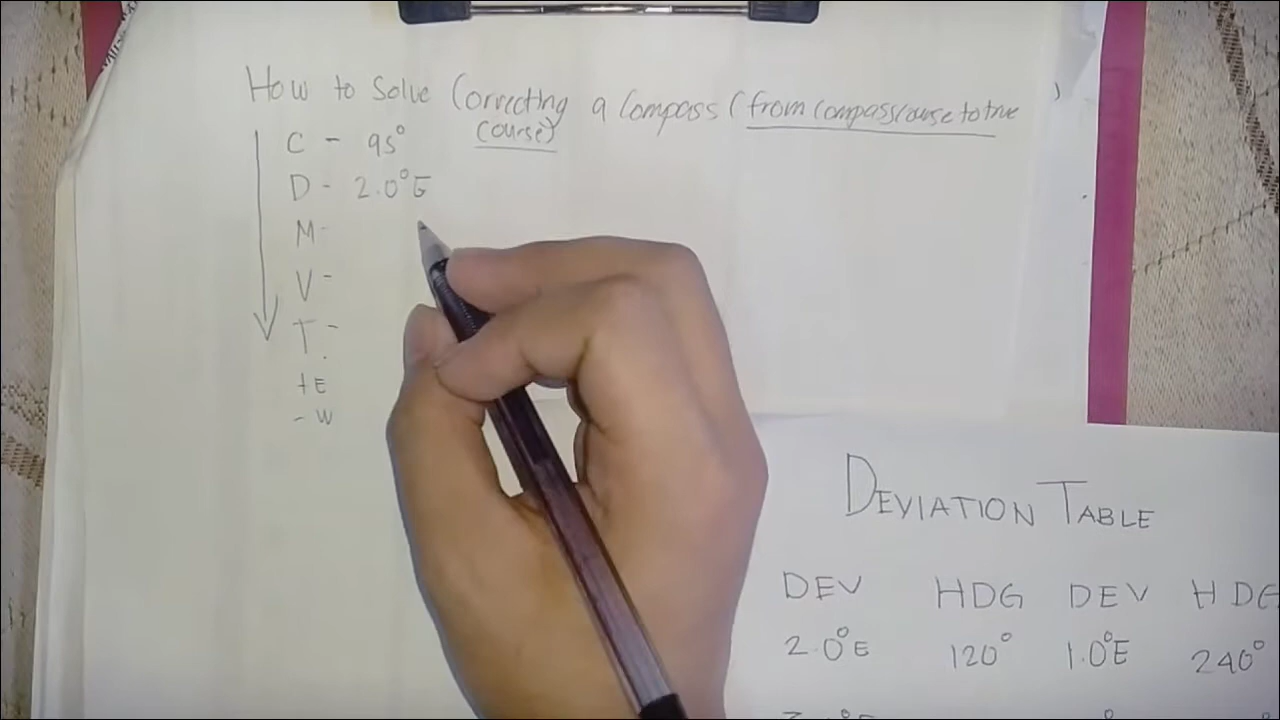 How to Solve Correcting a Compass (from compass course to true )
course)
C - 95°
D - 2.0°E
M -
V -
T -
+E
- W
DEVIATION TABLE
DEV HDG DEV HDG
2.0°E 120° 1.0°E 240°